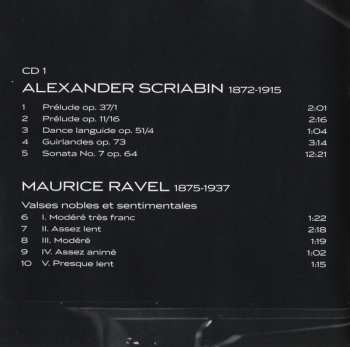 CD 1
ALEXANDER SCRIABIN 1872-1915
1 Prélude op. 37/1 2:01
2 Prélude op. 11/16 2:16
3 Dance languide op. 51/4 1:04
4 Guirlandes op. 73 3:14
5 Sonata No. 7 op. 64 12:21
MAURICE RAVEL 1875-1937
Valses nobles et sentimentales
6 I. Modéré très franc 1:22
7 II. Assez lent 2:18
8 III. Modéré 1:19
9 IV. Assez animé 1:02
10 V. Presque lent 1:15